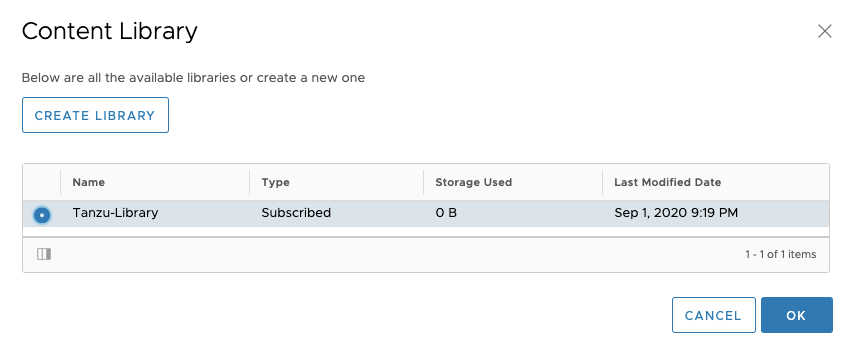 Content Library
Below are all the available libraries or create a new one
CREATE LIBRARY
Name Type Storage Used Last Modified Date
Tanzu-Library Subscribed 0 B Sep 1, 2020 9:19 PM
1 - 1 of 1 items
CANCEL OK